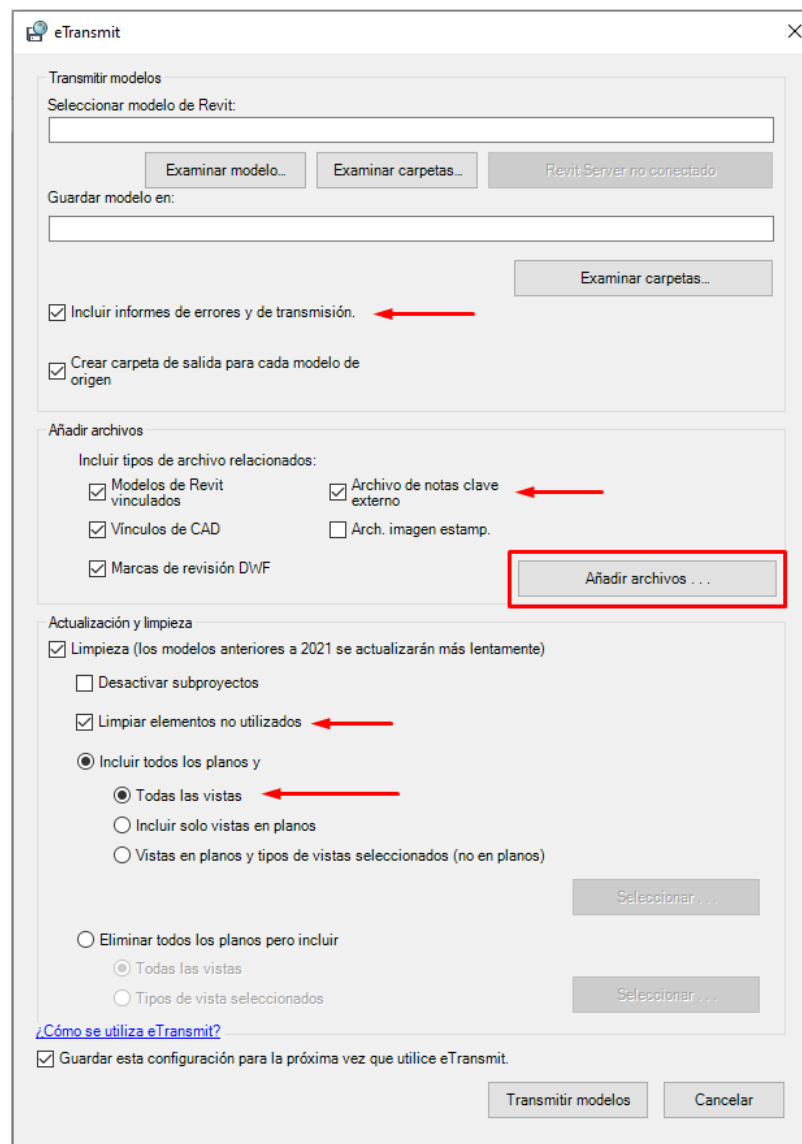 eTransmit
Transmitir modelos
Seleccionar modelo de Revit:
Examinar modelo...
Examinar carpetas...
Revit Server no conectado
Guardar modelo en:
Examinar carpetas...
Incluir informes de errores y de transmisión.
Crear carpeta de salida para cada modelo de
origen
Añadir archivos
Incluir tipos de archivo relacionados:
Modelos de Revit
vinculados
Archivo de notas clave
externo
Vínculos de CAD
Arch. imagen estamp.
Marcas de revisión DWF
Añadir archivos . . .
Actualización y limpieza
Limpieza (los modelos anteriores a 2021 se actualizarán más lentamente)
Desactivar subproyectos
Limpiar elementos no utilizados
Incluir todos los planos y
Todas las vistas
Incluir solo vistas en planos
Vistas en planos y tipos de vistas seleccionados (no en planos)
Seleccionar . . .
Eliminar todos los planos pero incluir
Todas las vistas
Tipos de vista seleccionados
Seleccionar . . .
¿Cómo se utiliza eTransmit?
Guardar esta configuración para la próxima vez que utilice eTransmit.
Transmitir modelos
Cancelar